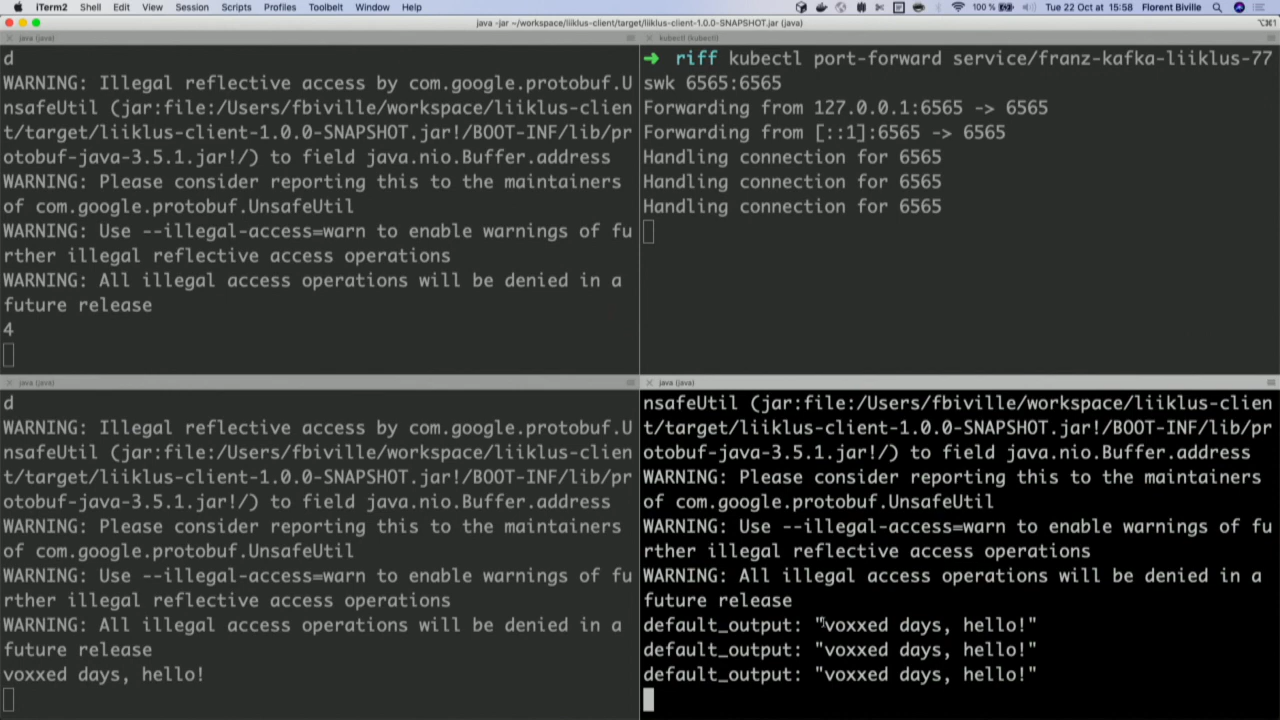 iTerm2 Shell Edit View Session Scripts Profiles Toolbelt Window Help 100 % Tue 22 Oct at 15:58 Florent Biville
java -jar ~/workspace/liiklus-client/target/liiklus-client-1.0.0-SNAPSHOT.jar (java) ⌥⌘1
java (java)
d
WARNING: Illegal reflective access by com.google.protobuf.U
nsafeUtil (jar:file:/Users/fbiville/workspace/liiklus-clien
t/target/liiklus-client-1.0.0-SNAPSHOT.jar!/BOOT-INF/lib/pr
otobuf-java-3.5.1.jar!/) to field java.nio.Buffer.address
WARNING: Please consider reporting this to the maintainers
of com.google.protobuf.UnsafeUtil
WARNING: Use --illegal-access=warn to enable warnings of fu
rther illegal reflective access operations
WARNING: All illegal access operations will be denied in a
future release
4
kubectl (kubectl)
➜ riff kubectl port-forward service/franz-kafka-liiklus-77
swk 6565:6565
Forwarding from 127.0.0.1:6565 -> 6565
Forwarding from [::1]:6565 -> 6565
Handling connection for 6565
Handling connection for 6565
Handling connection for 6565
java (java)
d
WARNING: Illegal reflective access by com.google.protobuf.U
nsafeUtil (jar:file:/Users/fbiville/workspace/liiklus-clien
t/target/liiklus-client-1.0.0-SNAPSHOT.jar!/BOOT-INF/lib/pr
otobuf-java-3.5.1.jar!/) to field java.nio.Buffer.address
WARNING: Please consider reporting this to the maintainers
of com.google.protobuf.UnsafeUtil
WARNING: Use --illegal-access=warn to enable warnings of fu
rther illegal reflective access operations
WARNING: All illegal access operations will be denied in a
future release
voxxed days, hello!
java (java)
nsafeUtil (jar:file:/Users/fbiville/workspace/liiklus-clien
t/target/liiklus-client-1.0.0-SNAPSHOT.jar!/BOOT-INF/lib/pr
otobuf-java-3.5.1.jar!/) to field java.nio.Buffer.address
WARNING: Please consider reporting this to the maintainers
of com.google.protobuf.UnsafeUtil
WARNING: Use --illegal-access=warn to enable warnings of fu
rther illegal reflective access operations
WARNING: All illegal access operations will be denied in a
future release
default_output: "voxxed days, hello!"
default_output: "voxxed days, hello!"
default_output: "voxxed days, hello!"